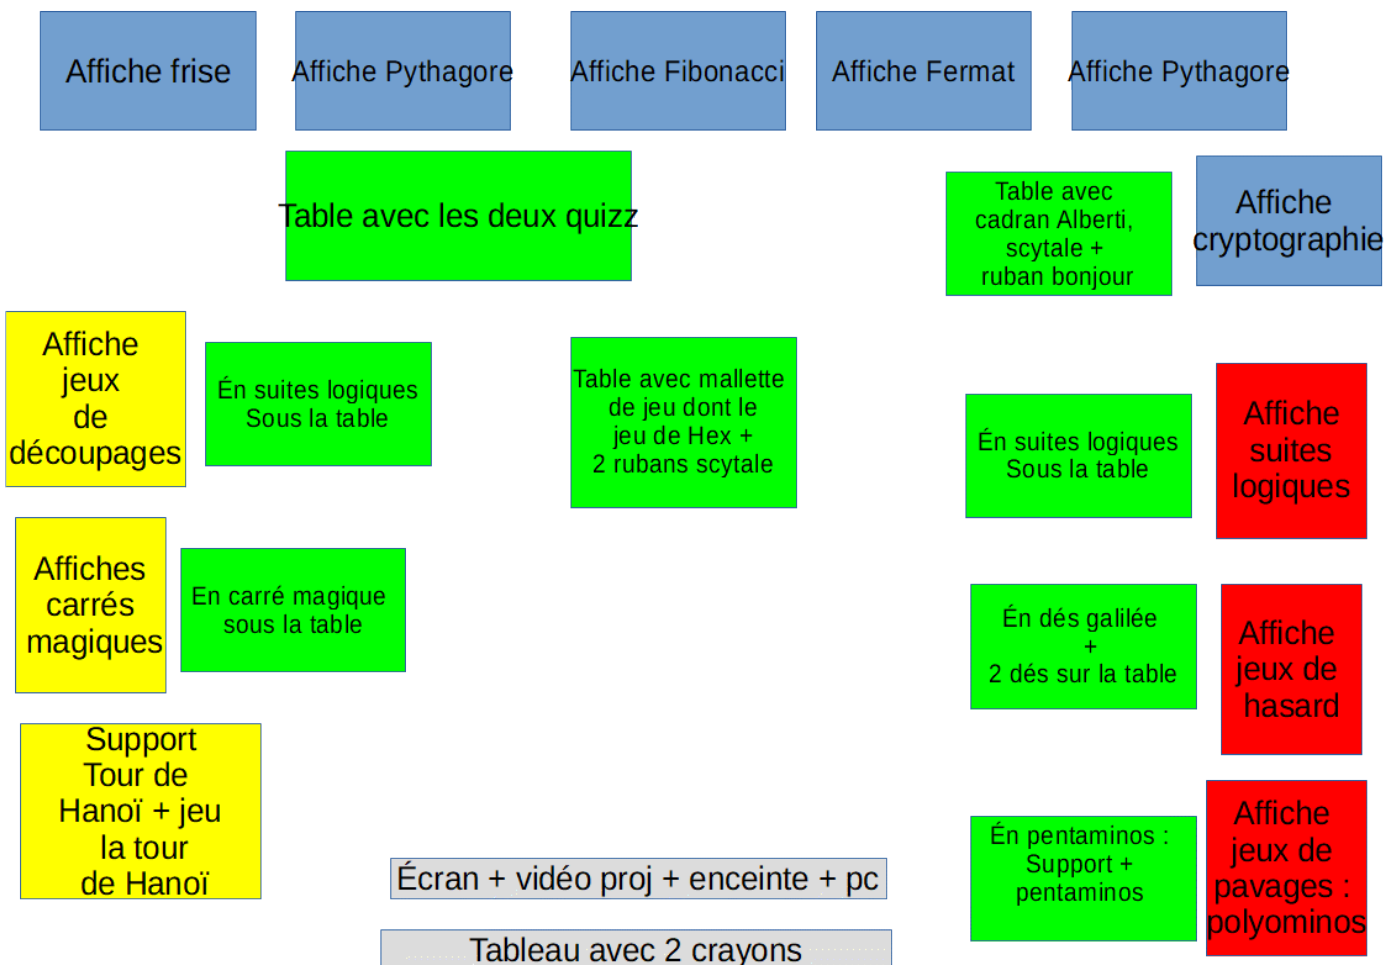 Affiche frise
Affiche Pythagore
Affiche Fibonacci
Affiche Fermat
Affiche Pythagore
Table avec les deux quizz
Table avec
cadran Alberti,
scytale +
ruban bonjour
Affiche
cryptographie
Affiche
jeux
de
découpages
Én suites logiques
Sous la table
Table avec mallette
de jeu dont le
jeu de Hex +
2 rubans scytale
Én suites logiques
Sous la table
Affiche
suites
logiques
Affiches
carrés
magiques
En carré magique
sous la table
Én dés galilée
+
2 dés sur la table
Affiche
jeux de
hasard
Support
Tour de
Hanoï + jeu
la tour
de Hanoï
Écran + vidéo proj + enceinte + pc
Tableau avec 2 crayons
Én pentaminos :
Support +
pentaminos
Affiche
jeux de
pavages :
polyominos